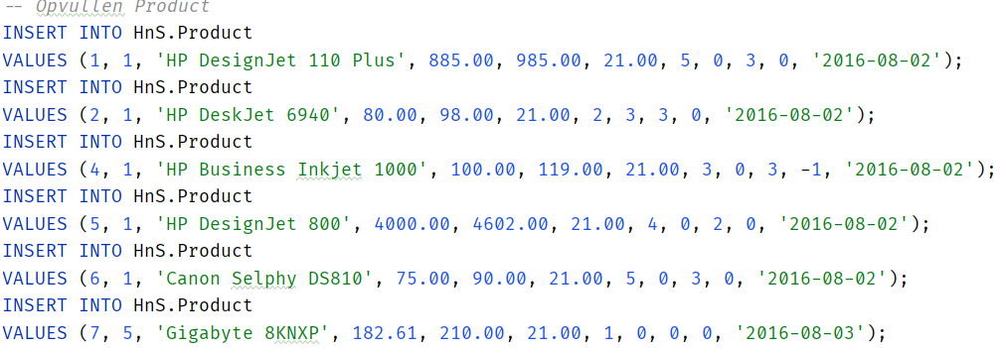 -- Opvullen Product
INSERT INTO HnS.Product
VALUES (1, 1, 'HP DesignJet 110 Plus', 885.00, 985.00, 21.00, 5, 0, 3, 0, '2016-08-02');
INSERT INTO HnS.Product
VALUES (2, 1, 'HP DeskJet 6940', 80.00, 98.00, 21.00, 2, 3, 3, 0, '2016-08-02');
INSERT INTO HnS.Product
VALUES (4, 1, 'HP Business Inkjet 1000', 100.00, 119.00, 21.00, 3, 0, 3, -1, '2016-08-02');
INSERT INTO HnS.Product
VALUES (5, 1, 'HP DesignJet 800', 4000.00, 4602.00, 21.00, 4, 0, 2, 0, '2016-08-02');
INSERT INTO HnS.Product
VALUES (6, 1, 'Canon Selphy DS810', 75.00, 90.00, 21.00, 5, 0, 3, 0, '2016-08-02');
INSERT INTO HnS.Product
VALUES (7, 5, 'Gigabyte 8KNXP', 182.61, 210.00, 21.00, 1, 0, 0, 0, '2016-08-03');